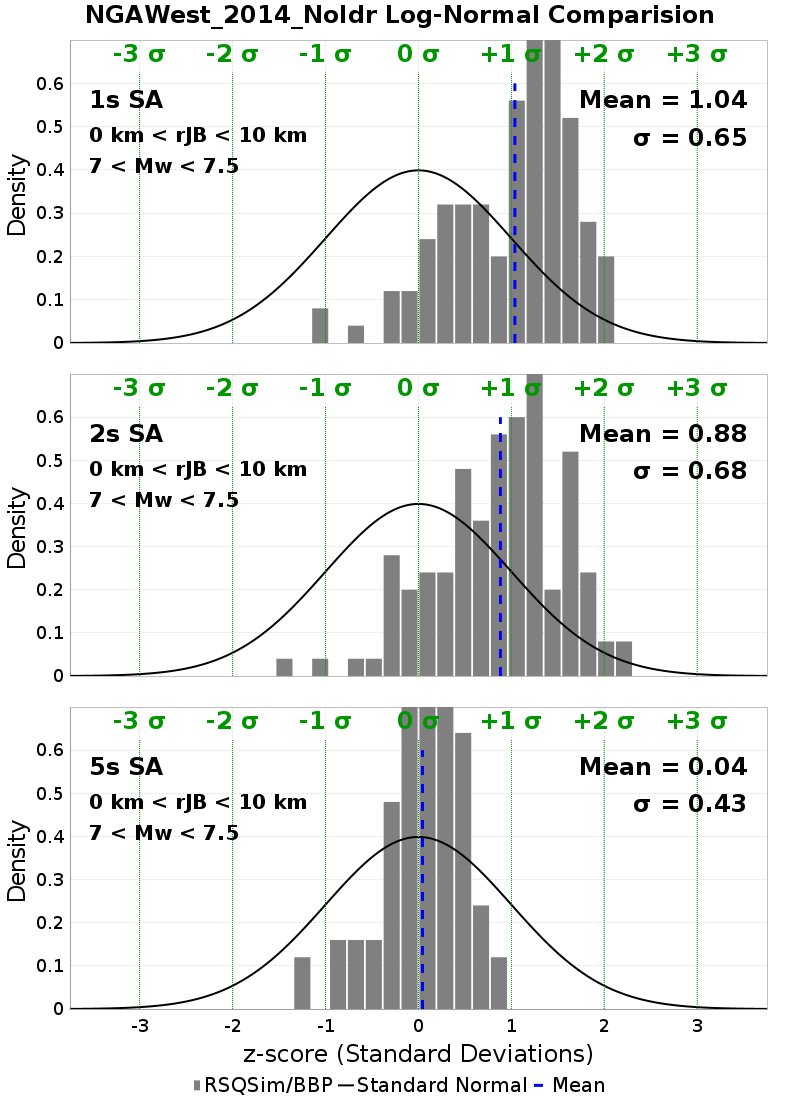 NGAWest_2014_NoIdr Log-Normal Comparision
-3 σ -2 σ -1 σ 0 σ +1 σ +2 σ +3 σ
1s SA
Mean = 1.04
0 km < rJB < 10 km
σ = 0.65
7 < Mw < 7.5
0.6
0.5
0.4
0.3
0.2
0.1
0
Density
-3 σ -2 σ -1 σ 0 σ +1 σ +2 σ +3 σ
2s SA
Mean = 0.88
0 km < rJB < 10 km
σ = 0.68
7 < Mw < 7.5
0.6
0.5
0.4
0.3
0.2
0.1
0
Density
-3 σ -2 σ -1 σ 0 σ +1 σ +2 σ +3 σ
5s SA
Mean = 0.04
0 km < rJB < 10 km
σ = 0.43
7 < Mw < 7.5
0.6
0.5
0.4
0.3
0.2
0.1
0
Density
-3 -2 -1 0 1 2 3
z-score (Standard Deviations)
RSQSim/BBP Standard Normal Mean